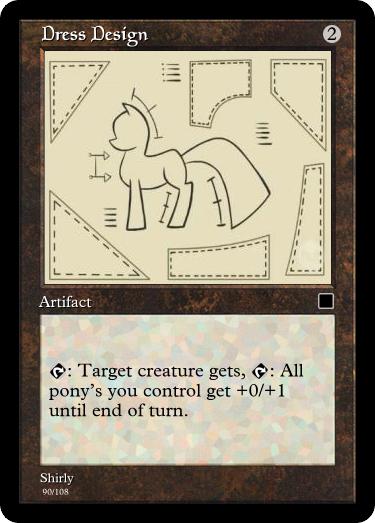 Dress Design 2
Artifact
: Target creature gets, : All
pony's you control get +0/+1
until end of turn.
Shirly
90/108